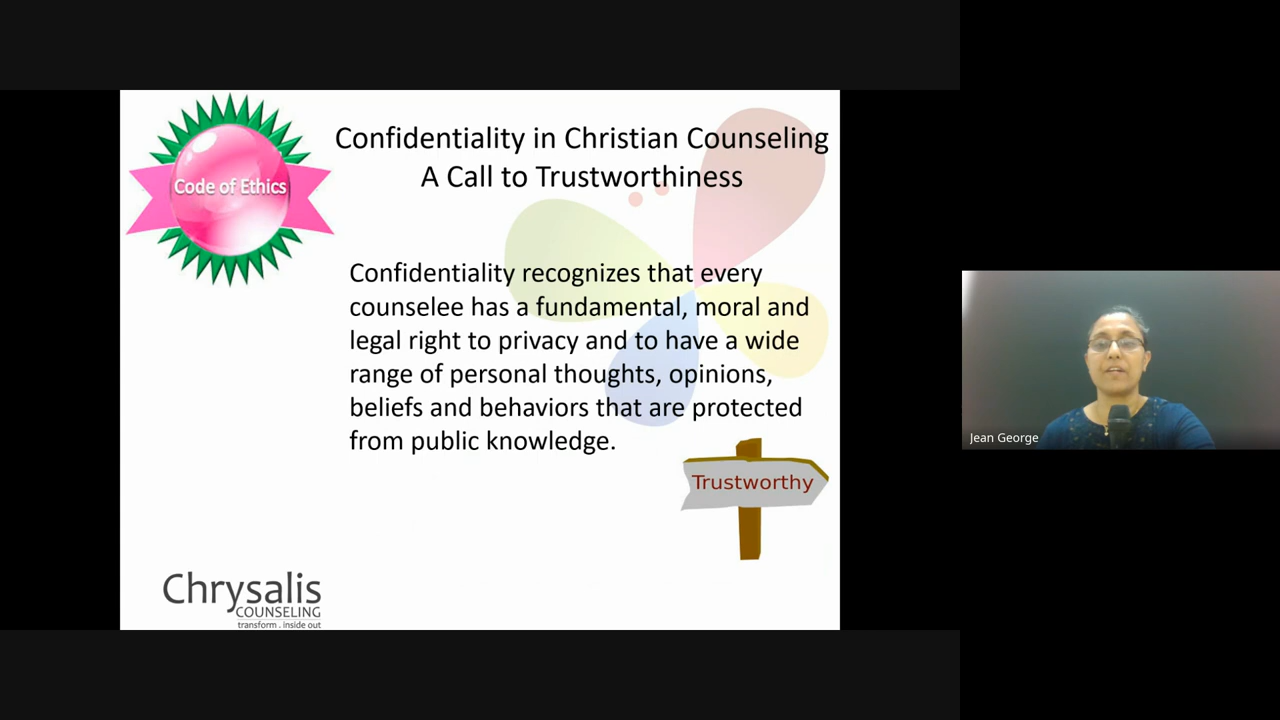 Code of Ethics
Confidentiality in Christian Counseling
A Call to Trustworthiness
Confidentiality recognizes that every
counselee has a fundamental, moral and
legal right to privacy and to have a wide
range of personal thoughts, opinions,
beliefs and behaviors that are protected
from public knowledge.
Trustworthy
Chrysalis
COUNSELING
transform . inside out
Jean George